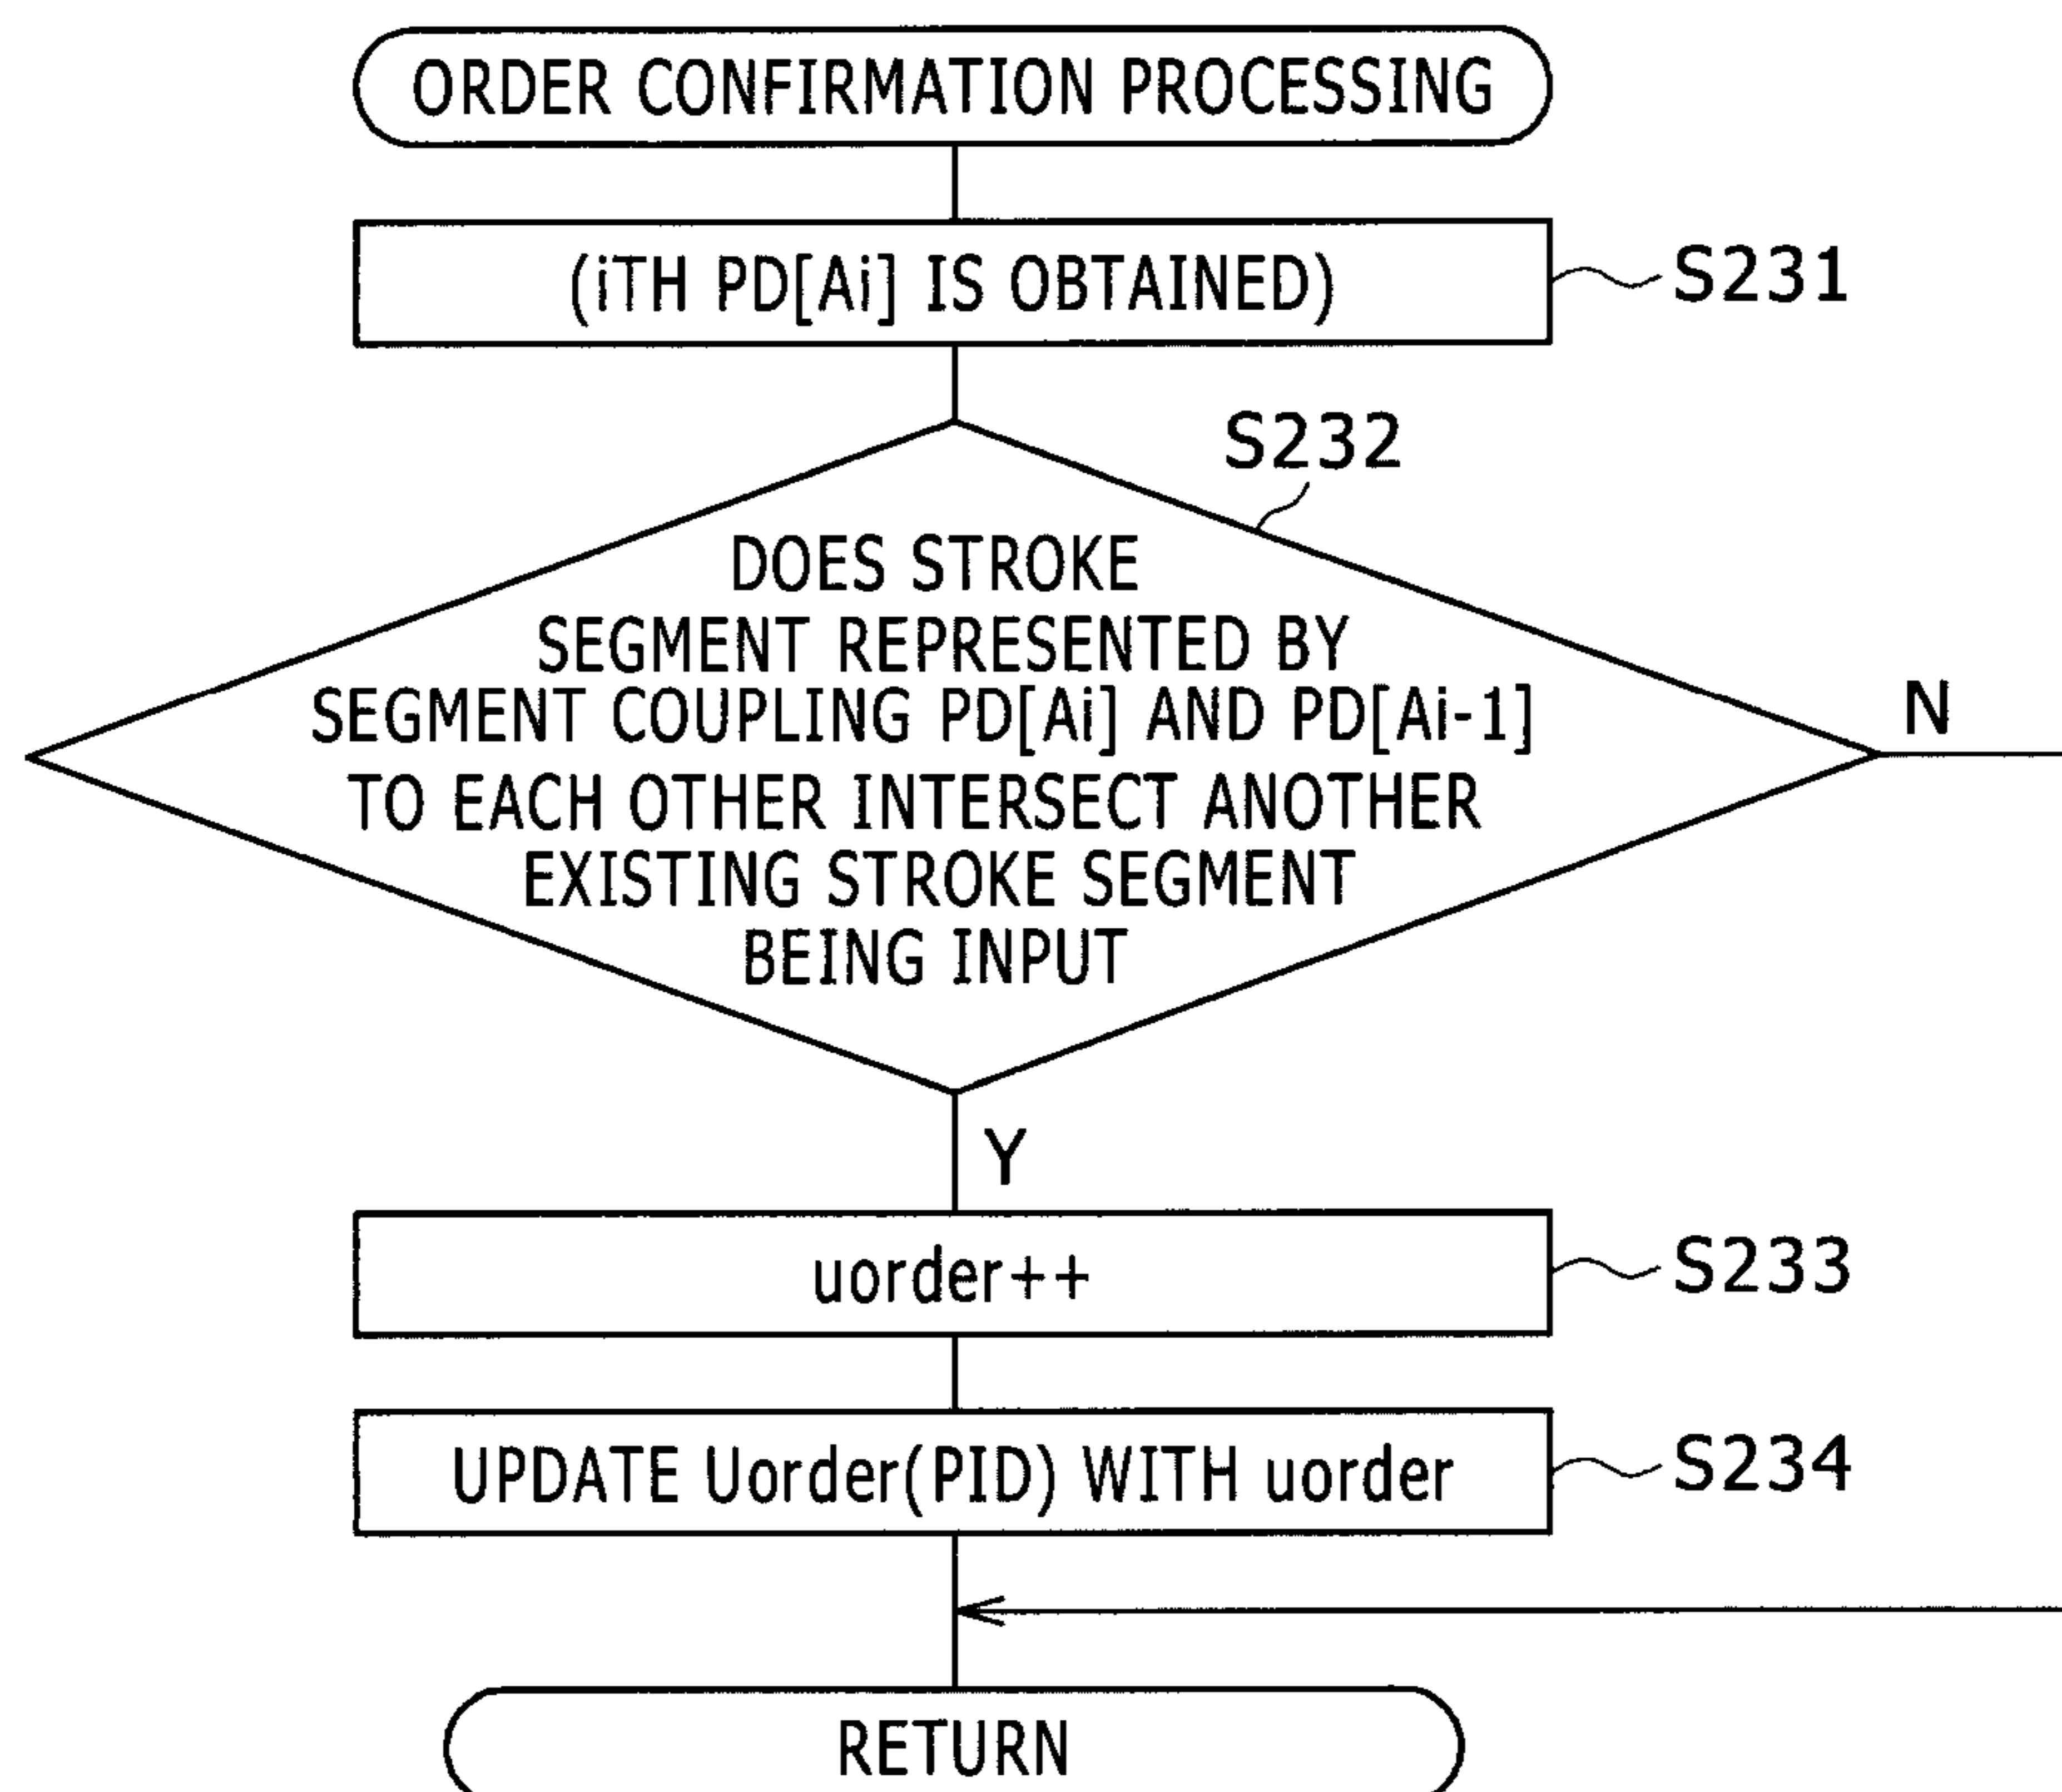 ORDER CONFIRMATION PROCESSING
(iTH PD[Ai] IS OBTAINED)
S231
S232
DOES STROKE
SEGMENT REPRESENTED BY
SEGMENT COUPLING PD[Ai] AND PD[Ai-1]
TO EACH OTHER INTERSECT ANOTHER
EXISTING STROKE SEGMENT
BEING INPUT
N
Y
uorder++
S233
UPDATE Uorder(PID) WITH uorder
S234
RETURN